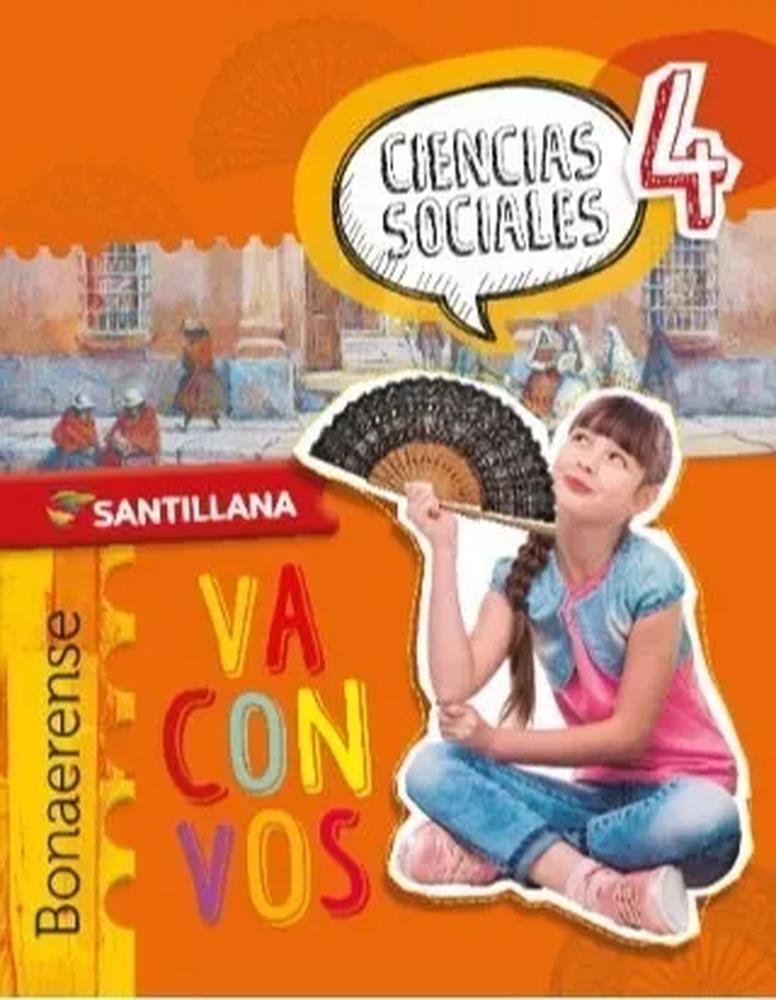 CIENCIAS
SOCIALES
4
SANTILLANA
Bonaerense
VA
CON
VOS